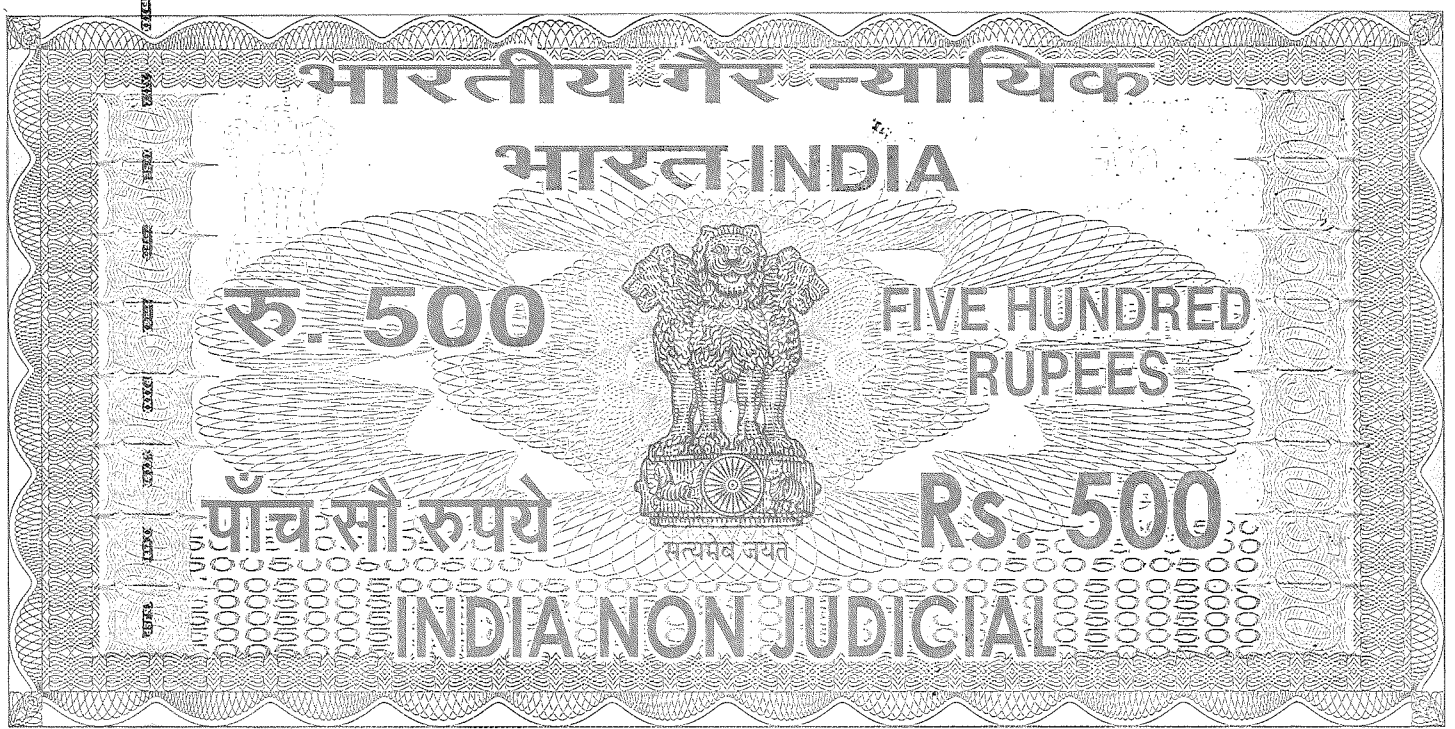 भारतीय गैर न्यायिक
भारत INDIA
रु. 500
FIVE HUNDRED
RUPEES
पाँच सौ रुपये
Rs. 500
सत्यमेव जयते
INDIA NON JUDICIAL